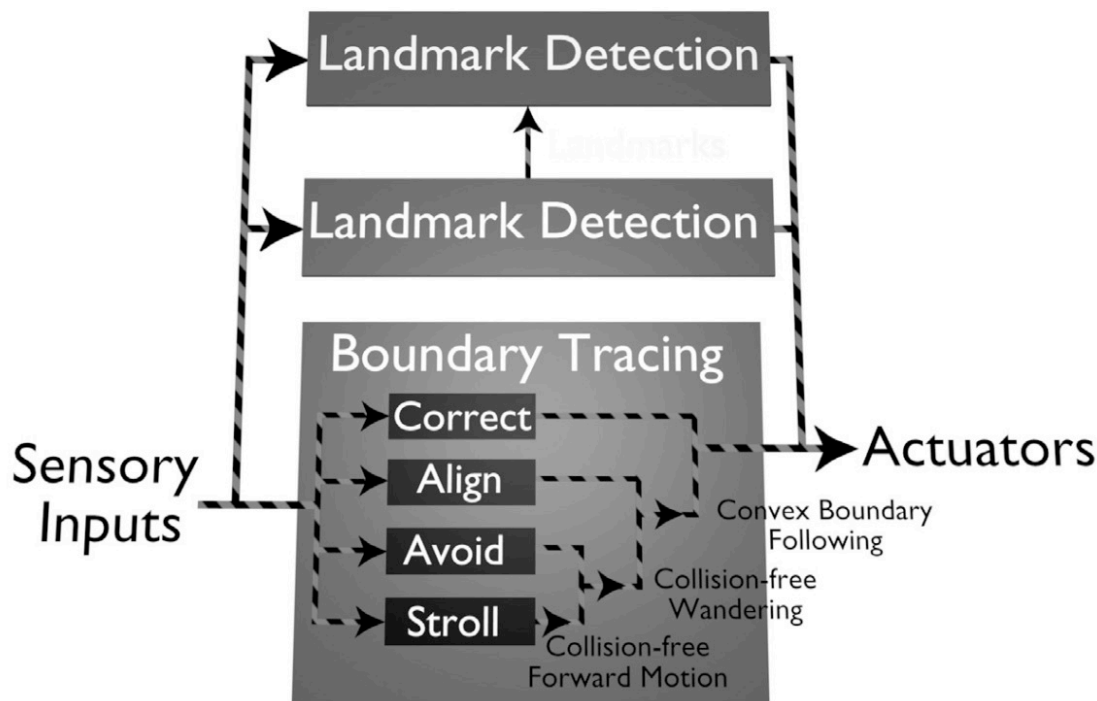 Landmark Detection
Landmarks
Landmark Detection
Boundary Tracing
Correct
Align
Avoid
Stroll
Sensory
Inputs
Actuators
Convex Boundary
Following
Collision-free
Wandering
Collision-free
Forward Motion